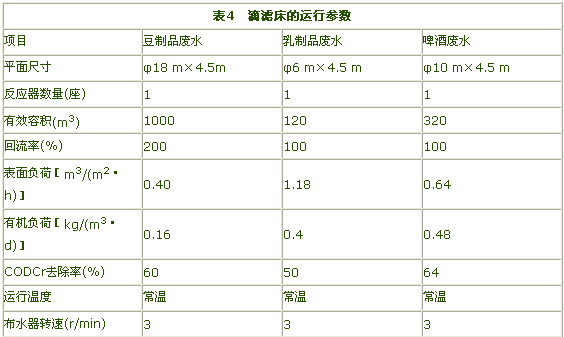 表4　滴滤床的运行参数
项目 豆制品废水 乳制品废水 啤酒废水
平面尺寸 φ18 m×4.5m φ6 m×4.5 m φ10 m×4.5 m
反应器数量(座) 1 1 1
有效容积(m³) 1000 120 320
回流率(%) 200 100 100
表面负荷〔 m³/(m²·
h)〕 0.40 1.18 0.64
有机负荷〔 kg/(m³·
d)〕 0.16 0.4 0.48
CODCr去除率(%) 60 50 64
运行温度 常温 常温 常温
布水器转速(r/min) 3 3 3